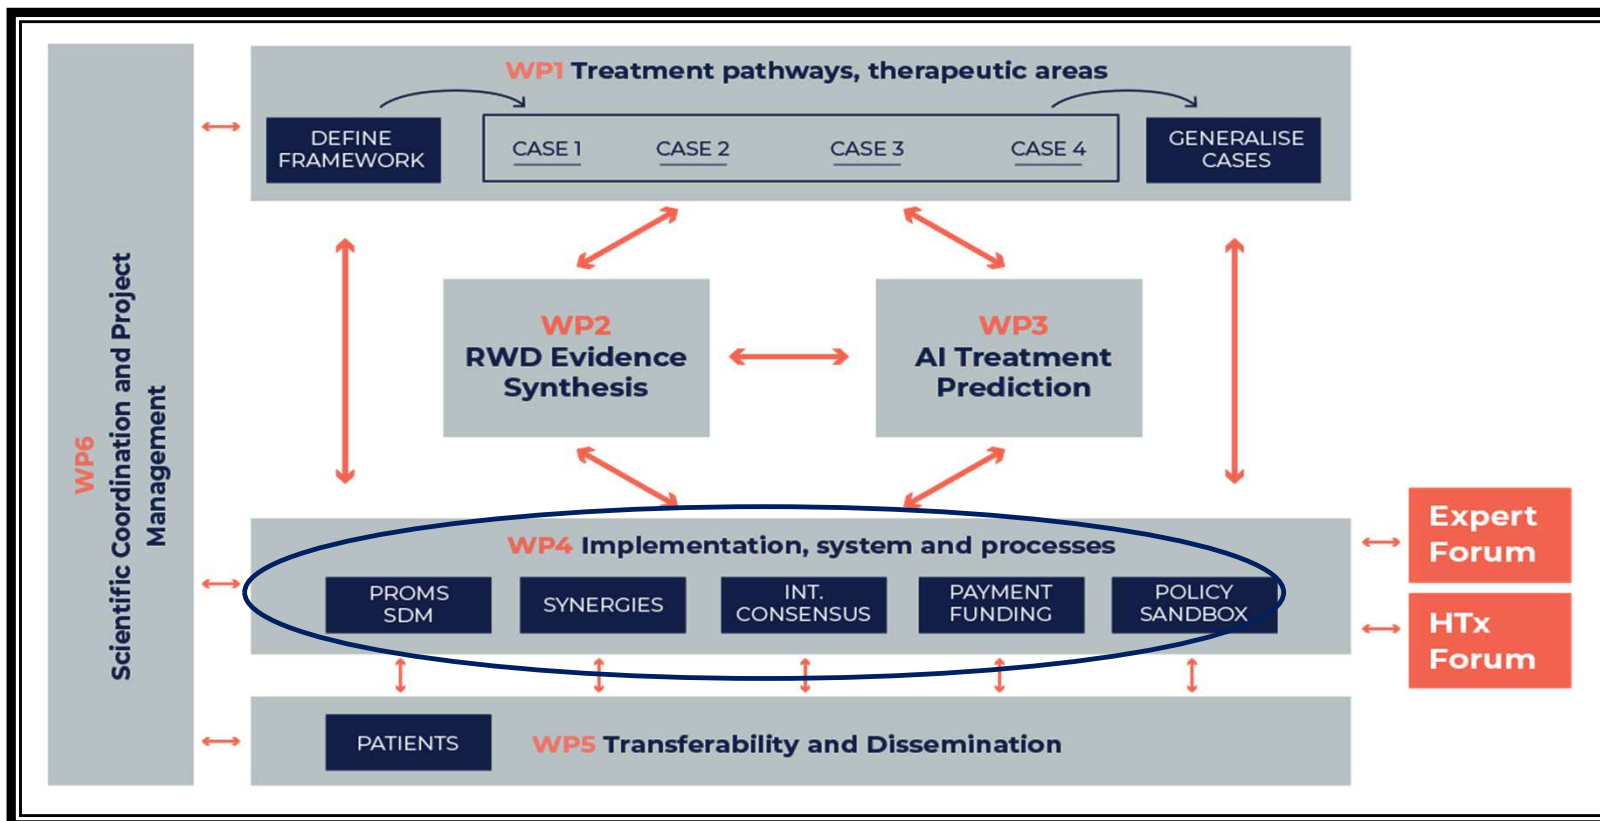 WP6
Scientific Coordination and Project
Management
WP1 Treatment pathways, therapeutic areas
DEFINE
FRAMEWORK
CASE 1
CASE 2
CASE 3
CASE 4
GENERALISE
CASES
WP2
RWD Evidence
Synthesis
WP3
AI Treatment
Prediction
WP4 Implementation, system and processes
PROMS
SDM
SYNERGIES
INT.
CONSENSUS
PAYMENT
FUNDING
POLICY
SANDBOX
Expert
Forum
HTx
Forum
PATIENTS
WP5 Transferability and Dissemination